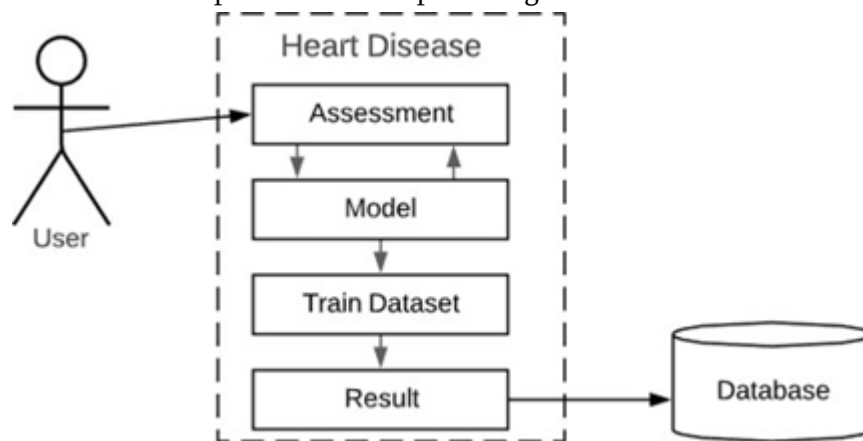 Heart Disease
Assessment
Model
User
Train Dataset
Result
Database